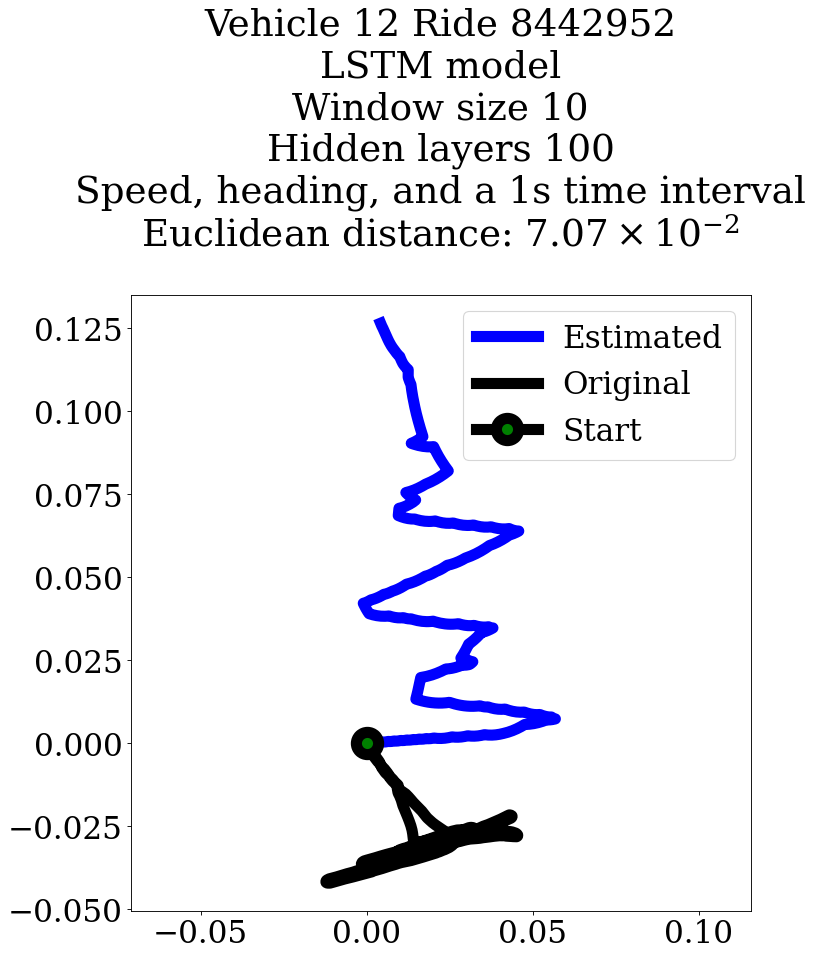 Vehicle 12 Ride 8442952
LSTM model
Window size 10
Hidden layers 100
Speed, heading, and a 1s time interval
Euclidean distance: 7.07 × 10⁻²
Estimated
Original
Start
0.125
0.100
0.075
0.050
0.025
0.000
−0.025
−0.050
−0.05 0.00 0.05 0.10